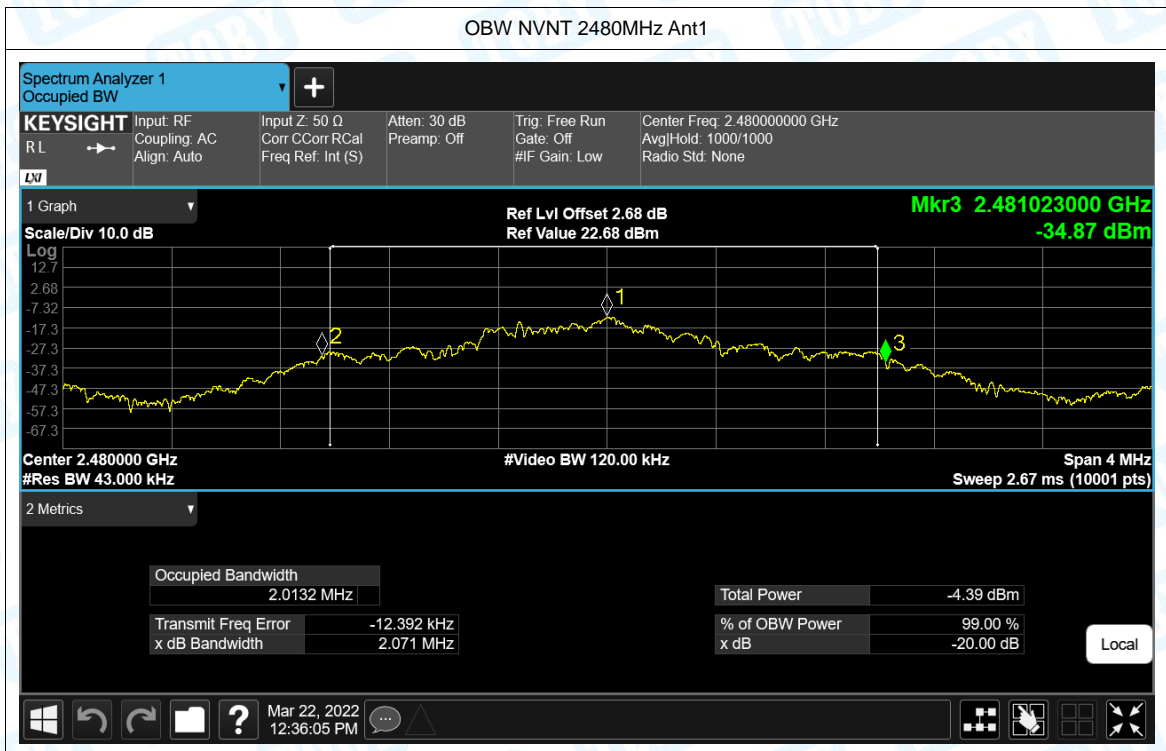 OBW NVNT 2480MHz Ant1
Spectrum Analyzer 1
Occupied BW
KEYSIGHT
R L
LXI
Input: RF
Coupling: AC
Align: Auto
Input Z: 50 Ω
Corr CCorr RCal
Freq Ref: Int (S)
Atten: 30 dB
Preamp: Off
Trig: Free Run
Gate: Off
#IF Gain: Low
Center Freq: 2.480000000 GHz
Avg|Hold: 1000/1000
Radio Std: None
1 Graph
Scale/Div 10.0 dB
Ref Lvl Offset 2.68 dB
Ref Value 22.68 dBm
Mkr3 2.481023000 GHz
-34.87 dBm
Log
12.7
2.68
-7.32
-17.3
-27.3
-37.3
-47.3
-57.3
-67.3
1
2
3
Center 2.480000 GHz
#Res BW 43.000 kHz
#Video BW 120.00 kHz
Span 4 MHz
Sweep 2.67 ms (10001 pts)
2 Metrics
Occupied Bandwidth
2.0132 MHz
Transmit Freq Error -12.392 kHz
x dB Bandwidth 2.071 MHz
Total Power -4.39 dBm
% of OBW Power 99.00 %
x dB -20.00 dB
Local
?
Mar 22, 2022
12:36:05 PM
TOBY